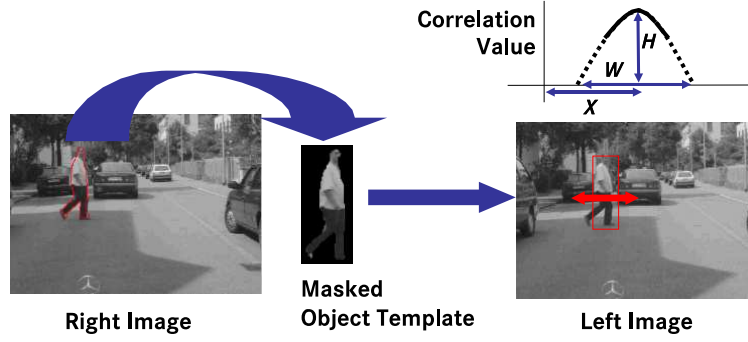 Correlation
Value
H
W
X
Right Image
Masked
Object Template
Left Image